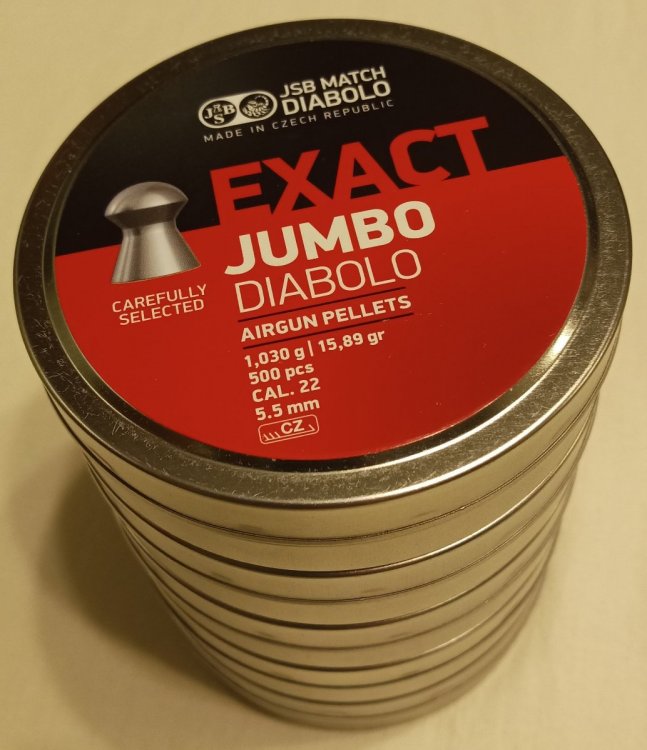 JSB
JSB MATCH
DIABOLO
MADE IN CZECH REPUBLIC
EXACT
JUMBO
DIABOLO
CAREFULLY
SELECTED
AIRGUN PELLETS
1,030 g | 15,89 gr
500 pcs
CAL. 22
5.5 mm
CZ